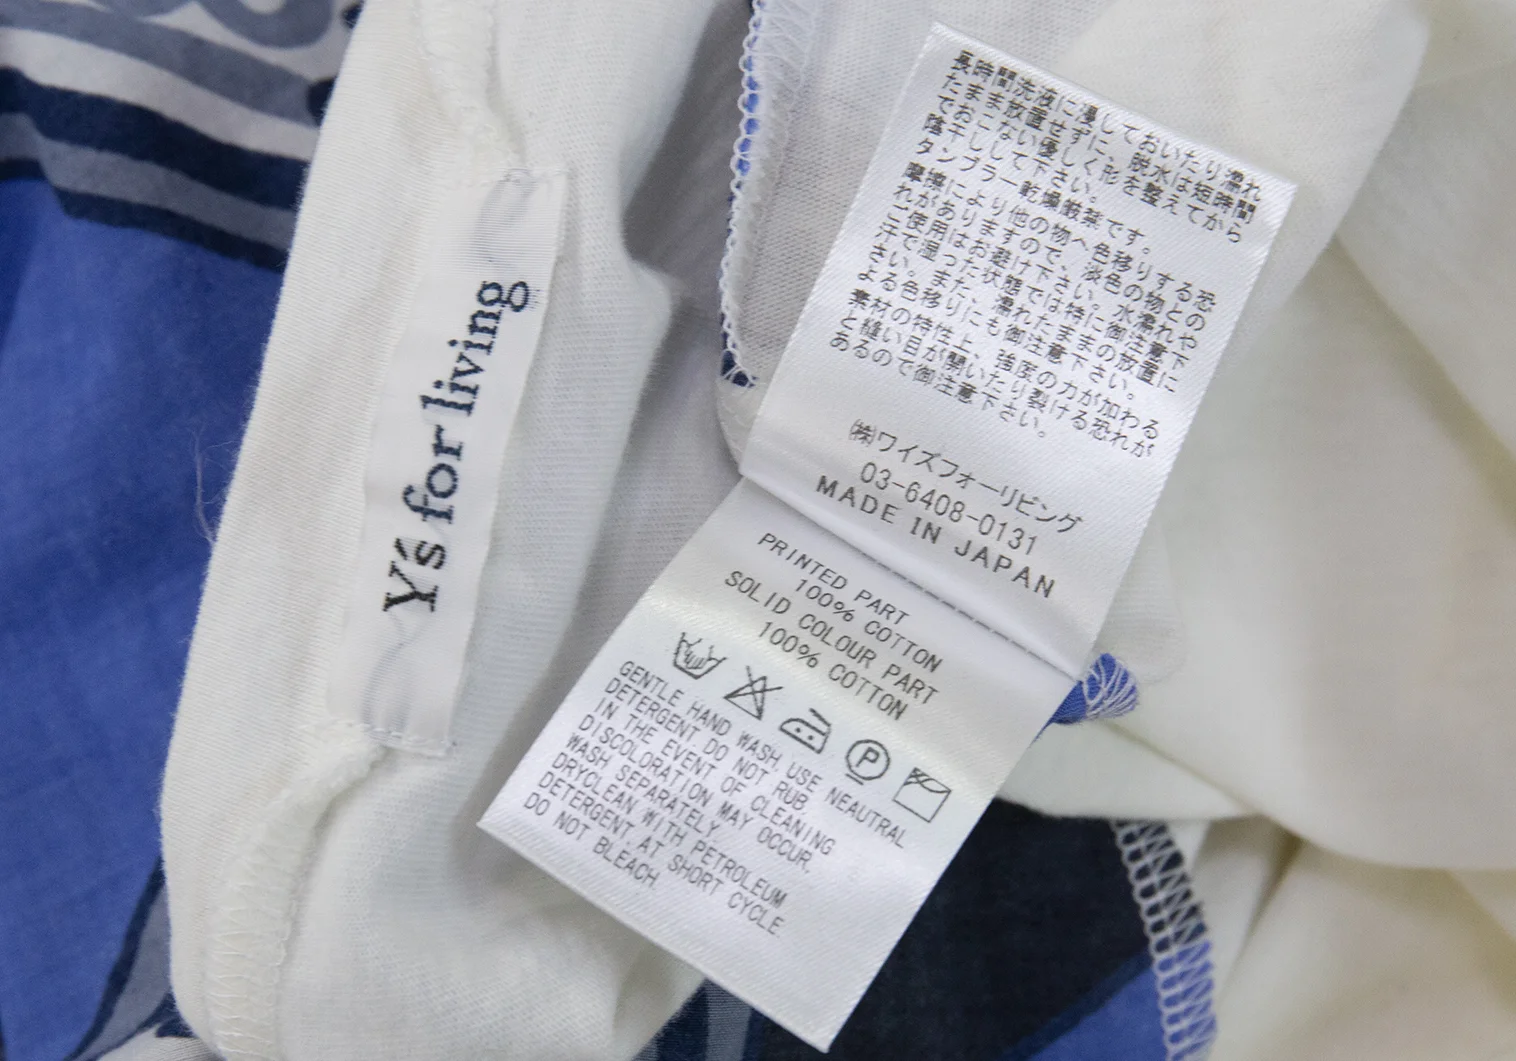 Y's for living
長時間洗液に浸しておいたり濡れ
たまま放置せずに、脱水は短時間
でおこない優しく形を整えてから
陰干しして下さい。
タンブラー乾燥厳禁です。
摩擦により他の物へ色移りする恐
れがありますので、淡色の物との
ご使用はお避け下さい。水濡れや
汗で湿った状態では特に御注意下
さい。また、濡れたままの放置に
よる色移りにも御注意下さい。
素材の特性上、強度の力が加わる
と縫い目が開いたり裂ける恐れが
あるので御注意下さい。
㈱ワイズフォーリビング
03-6408-0131
MADE IN JAPAN
PRINTED PART
100% COTTON
SOLID COLOUR PART
100% COTTON
P
GENTLE HAND WASH. USE NEAUTRAL
DETERGENT DO NOT RUB
IN THE EVENT OF CLEANING
DISCOLORATION MAY OCCUR.
WASH SEPARATELY
DRYCLEAN WITH PETROLEUM
DETERGENT AT SHORT CYCLE.
DO NOT BLEACH.